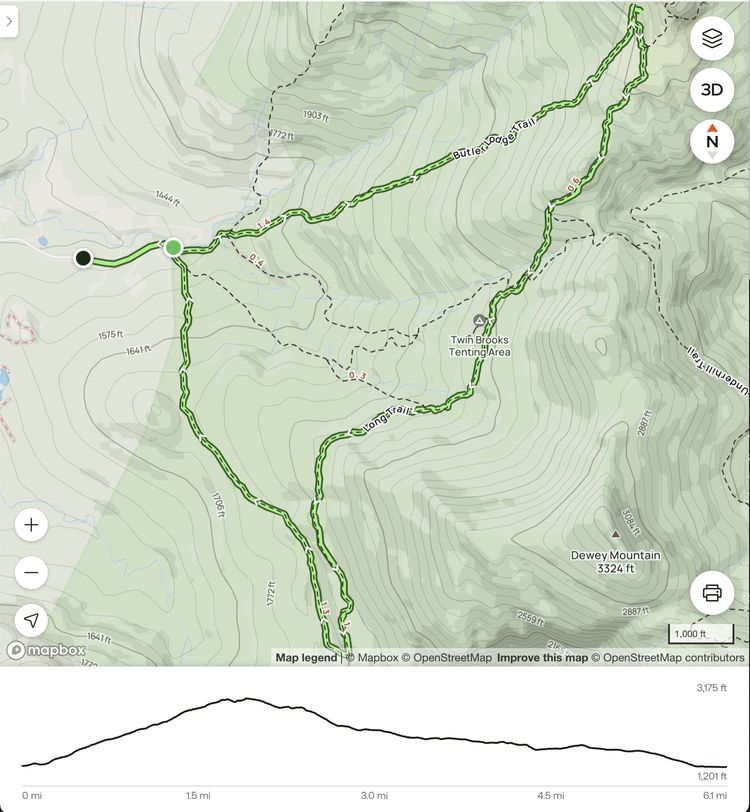 3D
N
1903 ft
1772 ft
Butler Lodge Trail
0.6
1444 ft
1.4
0.4
1575 ft
1641 ft
Twin Brooks
Tenting Area
0.3
Underhill Trail
Long Trail
2887 ft
1706 ft
3084 ft
Dewey Mountain
3324 ft
1772 ft
1.3
2559 ft
2887 ft
1,000 ft
1641 ft
mapbox
Map legend | © Mapbox © OpenStreetMap Improve this map © OpenStreetMap contributors
3,175 ft
1,201 ft
0 mi
1.5 mi
3.0 mi
4.5 mi
6.1 mi